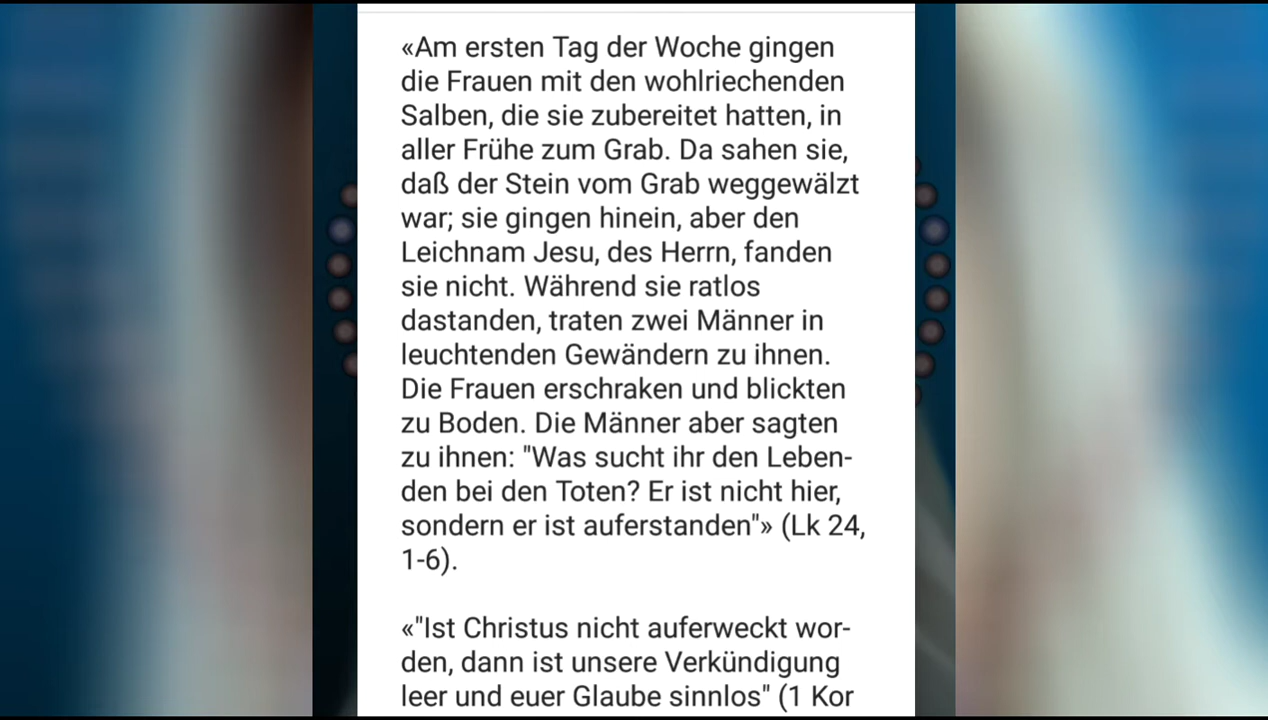 «Am ersten Tag der Woche gingen
die Frauen mit den wohlriechenden
Salben, die sie zubereitet hatten, in
aller Frühe zum Grab. Da sahen sie,
daß der Stein vom Grab weggewälzt
war; sie gingen hinein, aber den
Leichnam Jesu, des Herrn, fanden
sie nicht. Während sie ratlos
dastanden, traten zwei Männer in
leuchtenden Gewändern zu ihnen.
Die Frauen erschraken und blickten
zu Boden. Die Männer aber sagten
zu ihnen: "Was sucht ihr den Leben-
den bei den Toten? Er ist nicht hier,
sondern er ist auferstanden"» (Lk 24,
1-6).
«"Ist Christus nicht auferweckt wor-
den, dann ist unsere Verkündigung
leer und euer Glaube sinnlos" (1 Kor